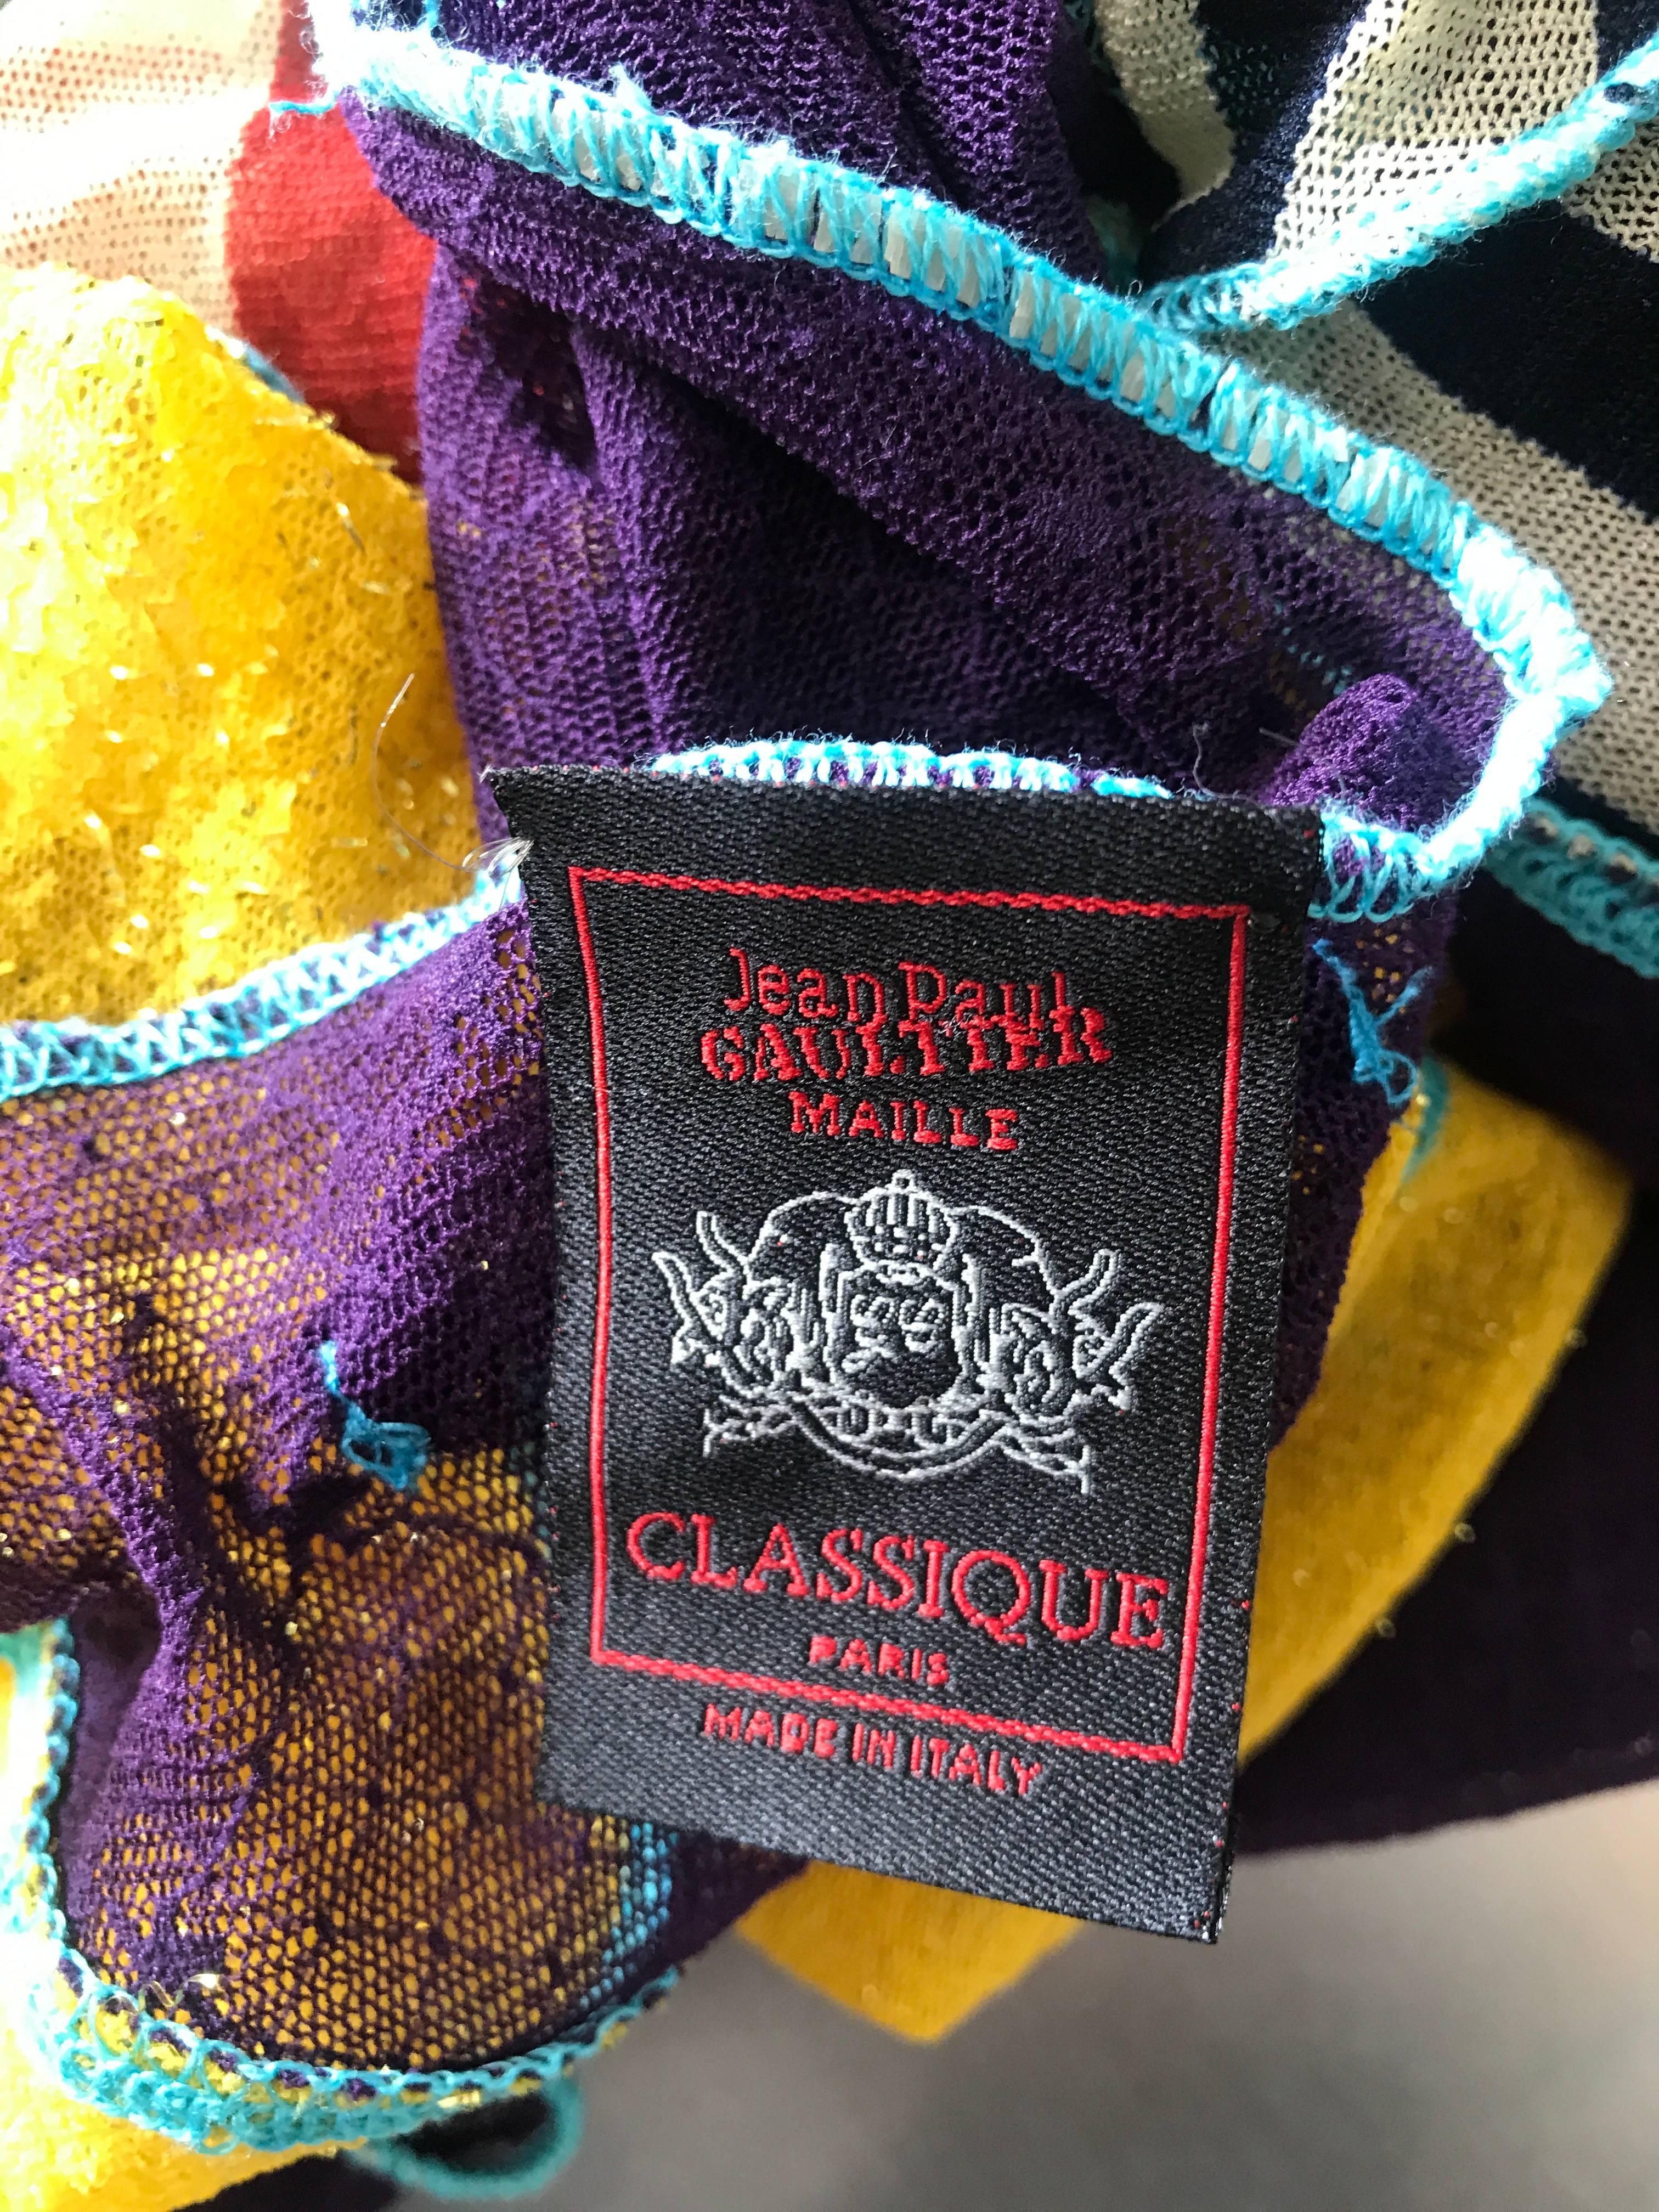 Jean Paul
GAULTIER
MAILLE
CLASSIQUE
PARIS
MADE IN ITALY